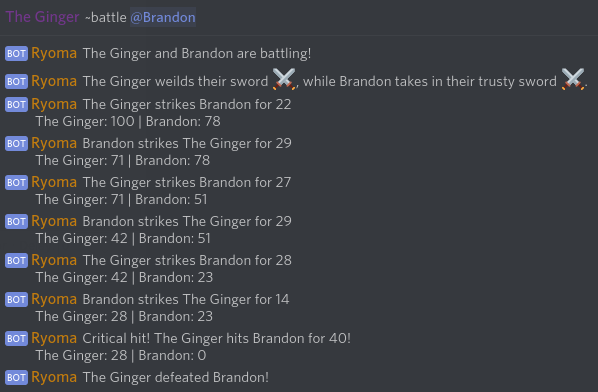 The Ginger ~battle @Brandon
BOT Ryoma The Ginger and Brandon are battling!
BOT Ryoma The Ginger weilds their sword ⚔, while Brandon takes in their trusty sword ⚔.
BOT Ryoma The Ginger strikes Brandon for 22
The Ginger: 100 | Brandon: 78
BOT Ryoma Brandon strikes The Ginger for 29
The Ginger: 71 | Brandon: 78
BOT Ryoma The Ginger strikes Brandon for 27
The Ginger: 71 | Brandon: 51
BOT Ryoma Brandon strikes The Ginger for 29
The Ginger: 42 | Brandon: 51
BOT Ryoma The Ginger strikes Brandon for 28
The Ginger: 42 | Brandon: 23
BOT Ryoma Brandon strikes The Ginger for 14
The Ginger: 28 | Brandon: 23
BOT Ryoma Critical hit! The Ginger hits Brandon for 40!
The Ginger: 28 | Brandon: 0
BOT Ryoma The Ginger defeated Brandon!